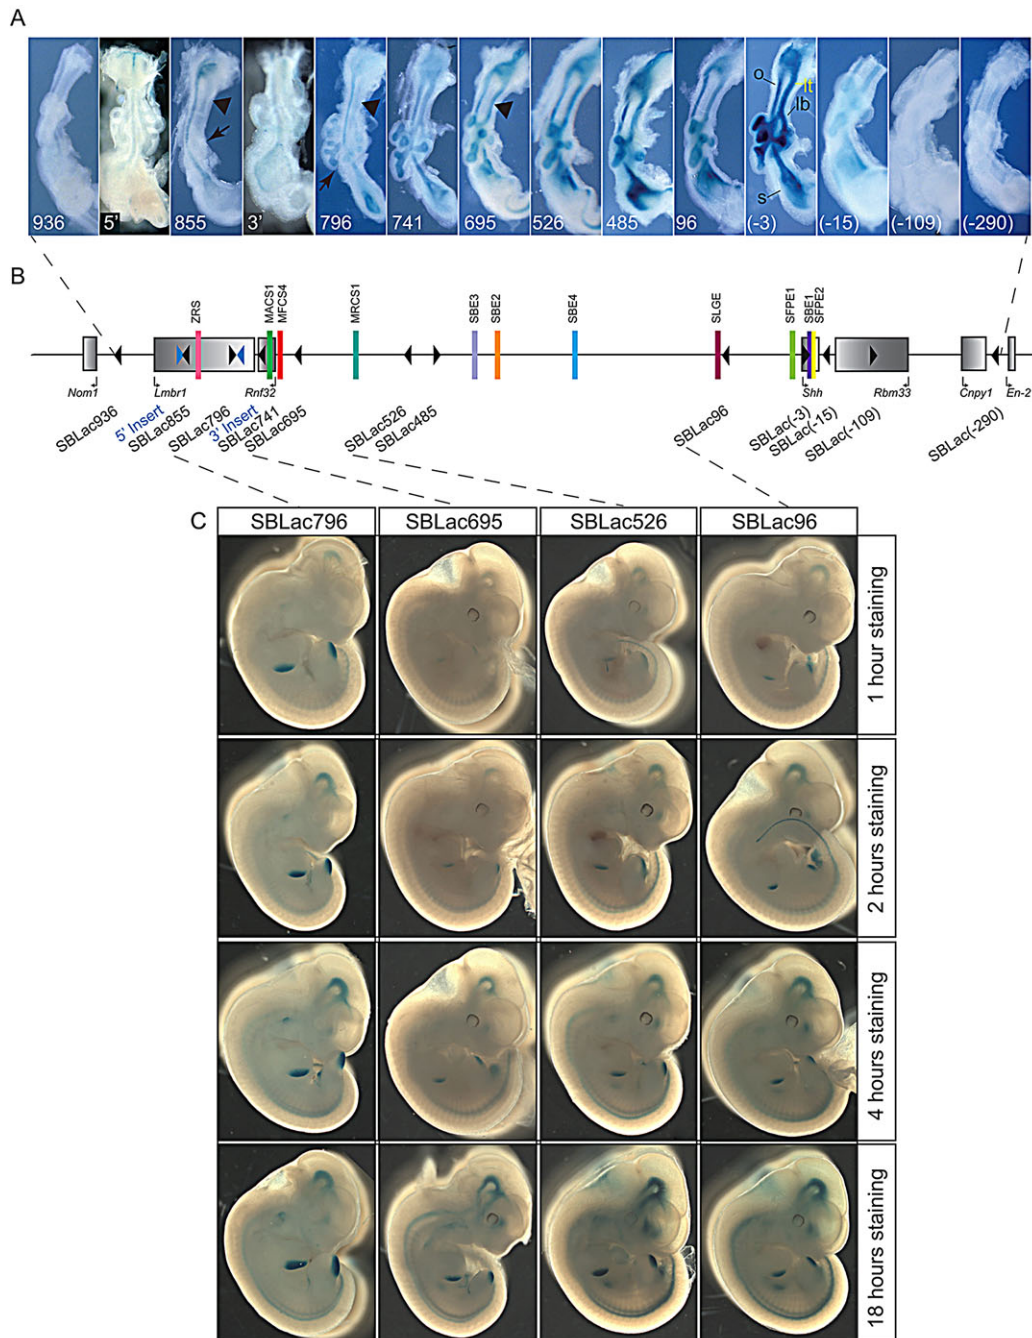 A
o
lt
lb
s
936 5' 855 3' 796 741 695 526 485 96 (-3) (-15) (-109) (-290)
B
ZRS MACS1 MFCS4 MRCS1 SBE3 SBE2 SBE4 SLGE SFPE1 SBE1 SFPE2
Nom1 Lmbr1 Rnf32 Shh Rbm33 Cnpy1 En-2
SBLac936 5' Insert SBLac855 SBLac796 3' Insert SBLac741 SBLac695 SBLac526 SBLac485 SBLac96 SBLac(-3) SBLac(-15) SBLac(-109) SBLac(-290)
C
SBLac796 SBLac695 SBLac526 SBLac96
1 hour staining
2 hours staining
4 hours staining
18 hours staining